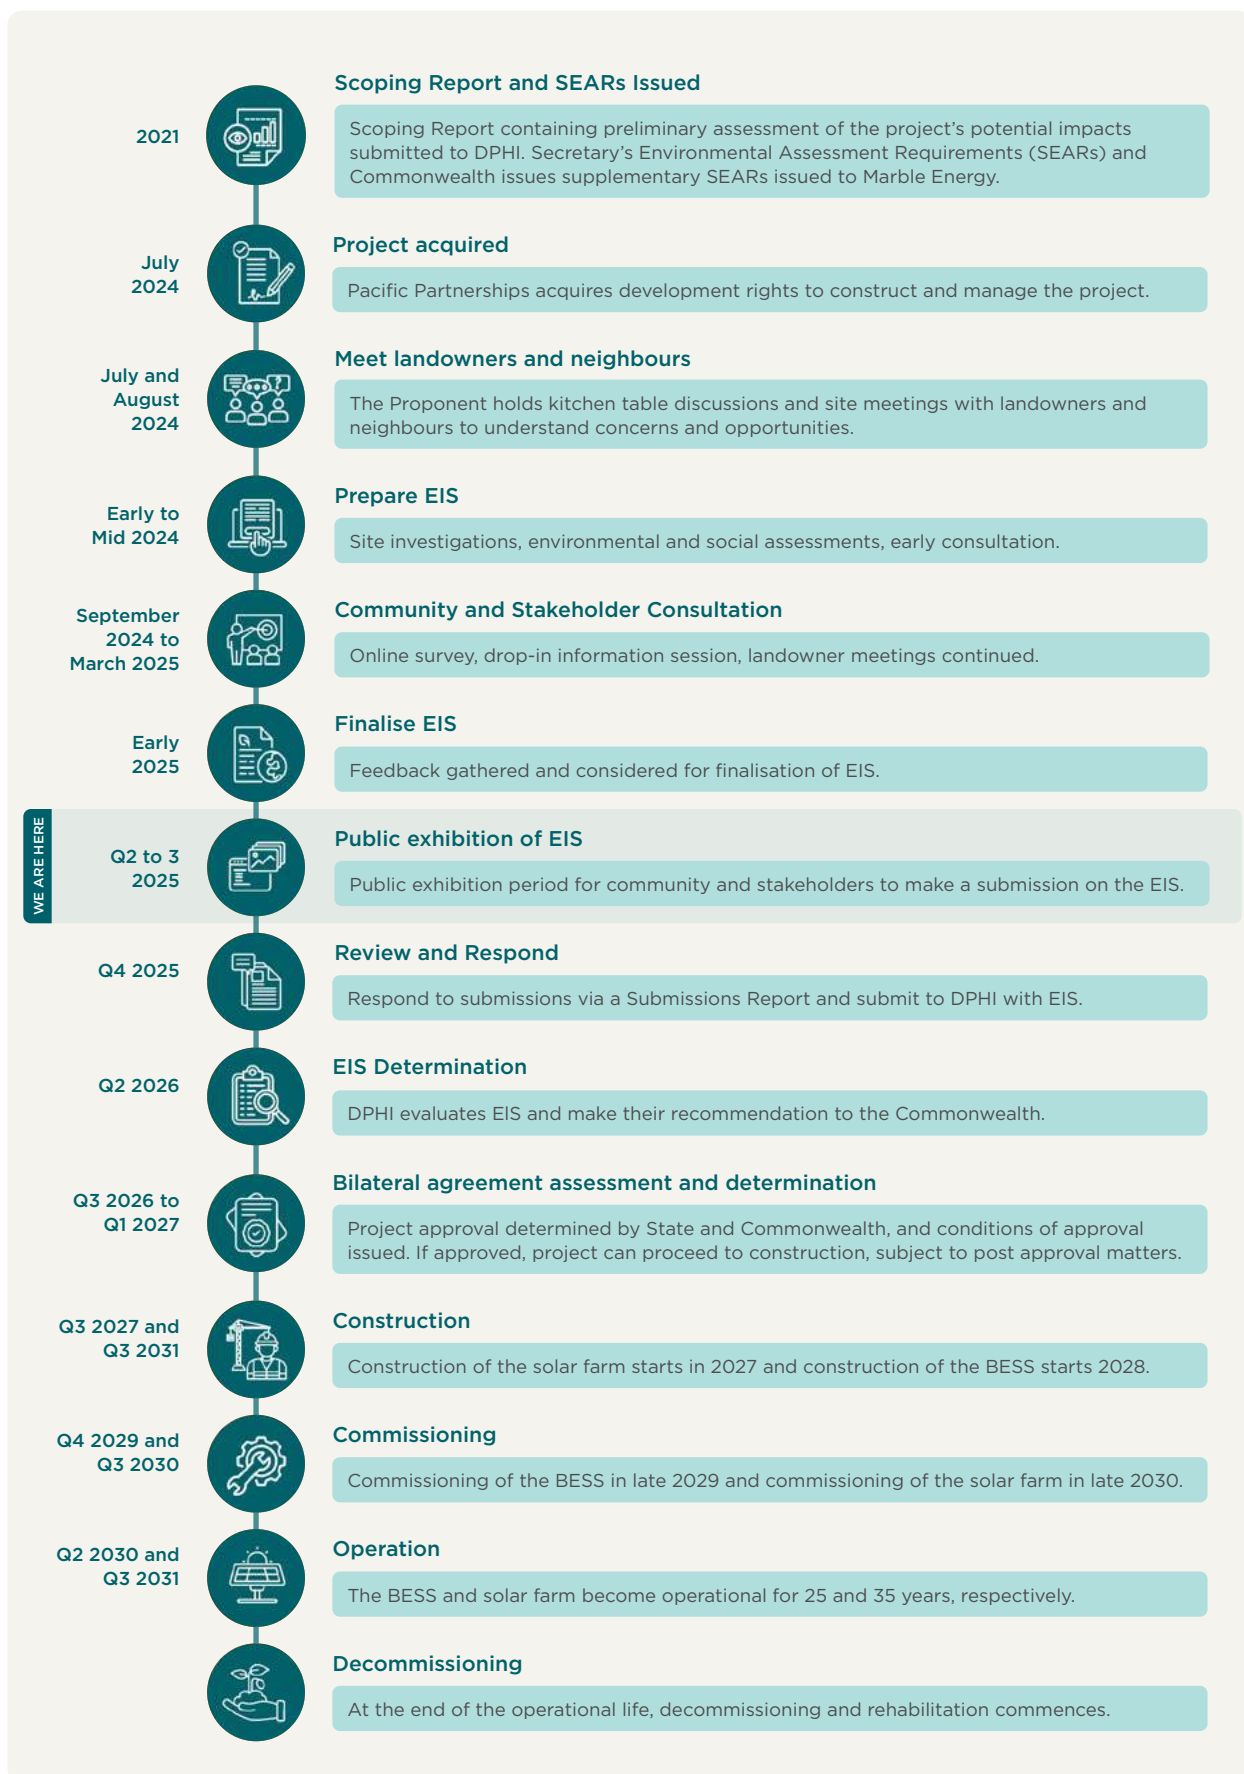 Scoping Report and SEARs Issued
2021
Scoping Report containing preliminary assessment of the project's potential impacts
submitted to DPHI. Secretary's Environmental Assessment Requirements (SEARs) and
Commonwealth issues supplementary SEARs issued to Marble Energy.
July
2024
Project acquired
Pacific Partnerships acquires development rights to construct and manage the project.
July and
August
2024
Meet landowners and neighbours
The Proponent holds kitchen table discussions and site meetings with landowners and
neighbours to understand concerns and opportunities.
Early to
Mid 2024
Prepare EIS
Site investigations, environmental and social assessments, early consultation.
September
2024 to
March 2025
Community and Stakeholder Consultation
Online survey, drop-in information session, landowner meetings continued.
Early
2025
Finalise EIS
Feedback gathered and considered for finalisation of EIS.
WE ARE HERE
Q2 to 3
2025
Public exhibition of EIS
Public exhibition period for community and stakeholders to make a submission on the EIS.
Q4 2025
Review and Respond
Respond to submissions via a Submissions Report and submit to DPHI with EIS.
Q2 2026
EIS Determination
DPHI evaluates EIS and make their recommendation to the Commonwealth.
Q3 2026 to
Q1 2027
Bilateral agreement assessment and determination
Project approval determined by State and Commonwealth, and conditions of approval
issued. If approved, project can proceed to construction, subject to post approval matters.
Q3 2027 and
Q3 2031
Construction
Construction of the solar farm starts in 2027 and construction of the BESS starts 2028.
Q4 2029 and
Q3 2030
Commissioning
Commissioning of the BESS in late 2029 and commissioning of the solar farm in late 2030.
Q2 2030 and
Q3 2031
Operation
The BESS and solar farm become operational for 25 and 35 years, respectively.
Decommissioning
At the end of the operational life, decommissioning and rehabilitation commences.